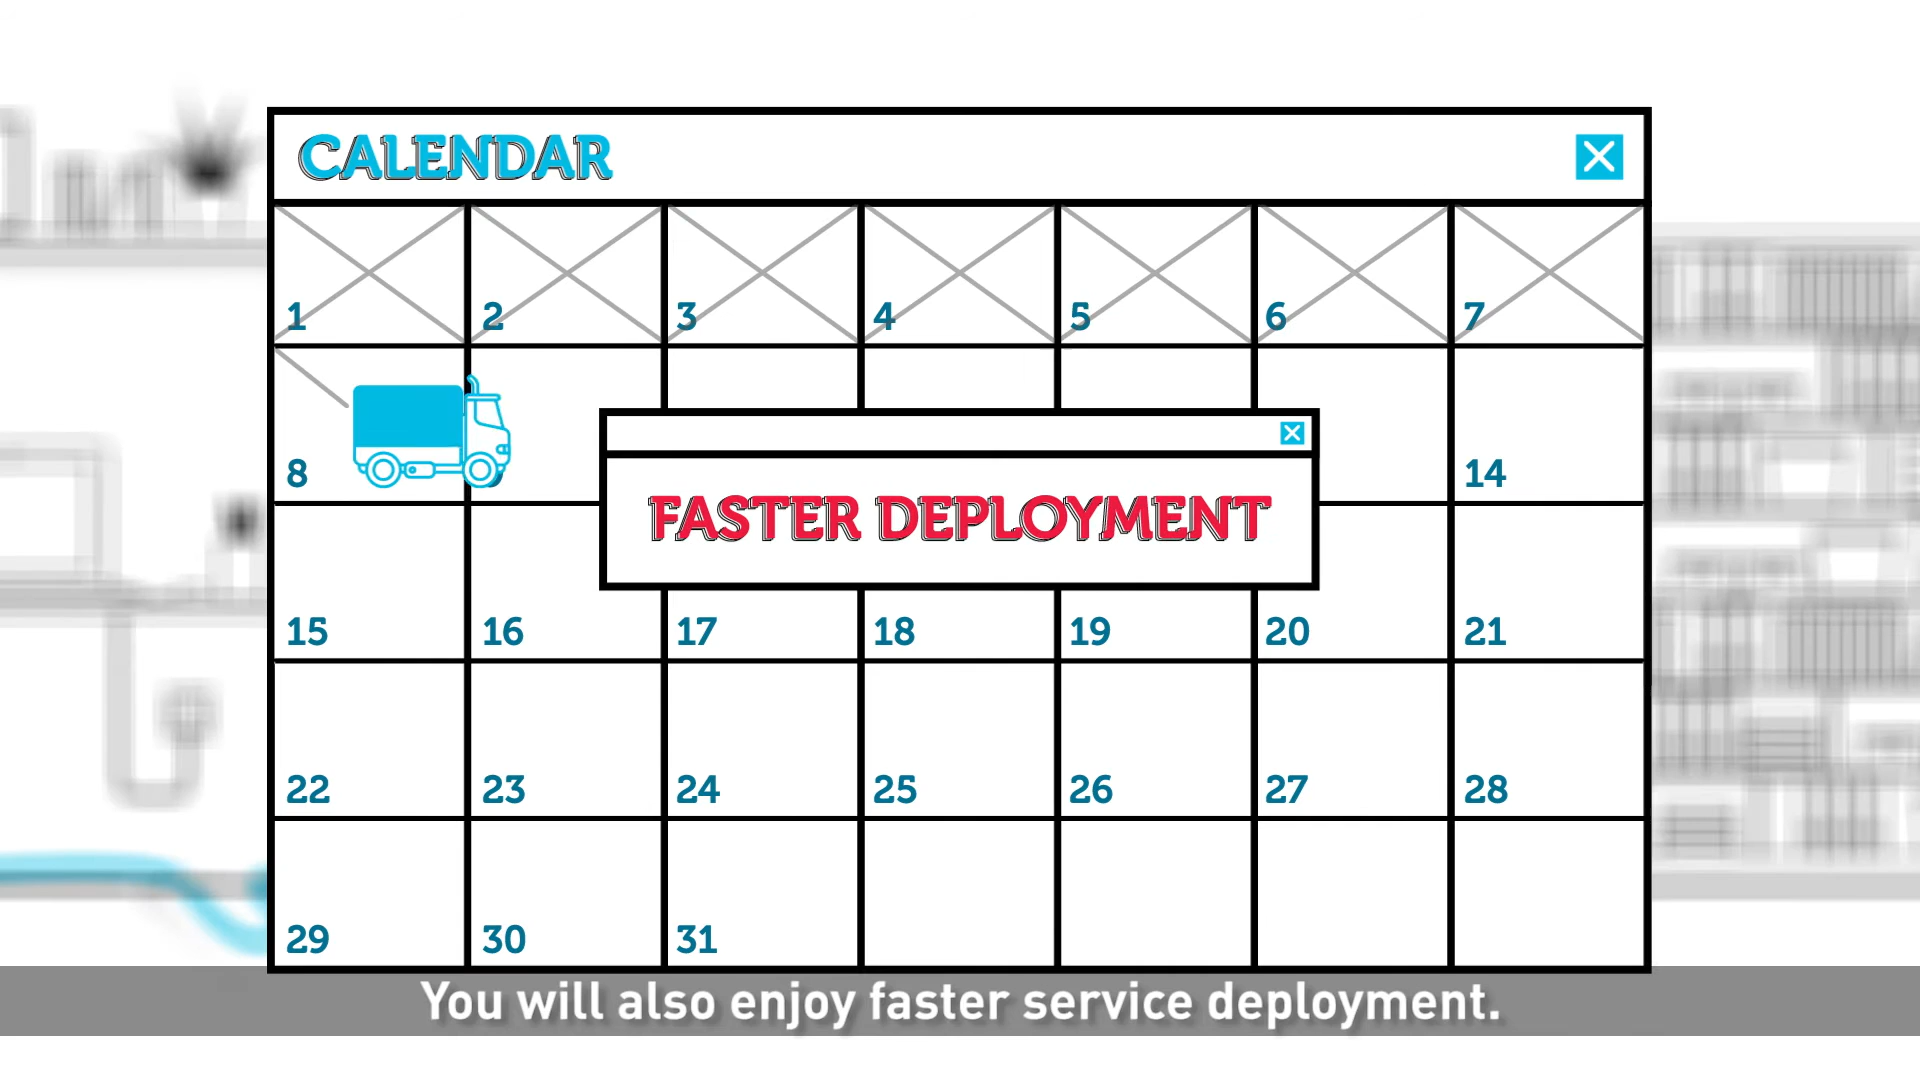 CALENDAR
1 2 3 4 5 6 7
8 14
FASTER DEPLOYMENT
15 16 17 18 19 20 21
22 23 24 25 26 27 28
29 30 31
You will also enjoy faster service deployment.